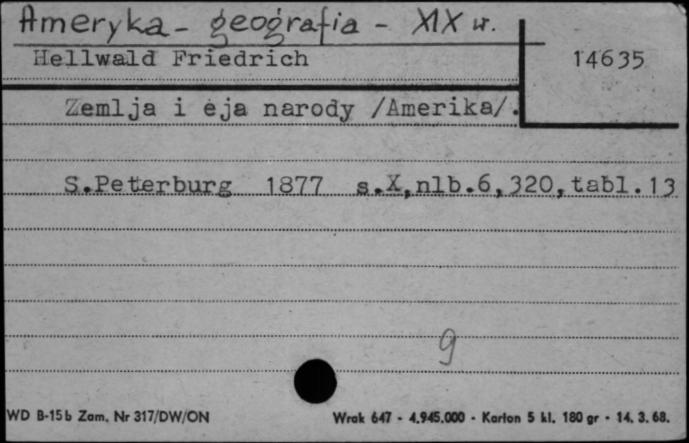 Ameryka - geografia - XIX w.
Hellwald Friedrich
14635
Zemlja i ėja narody /Amerika/.
S.Peterburg 1877 s.X,nlb.6,320,tabl.13
9
WD B-15b Zam. Nr 317/DW/ON
Wrak 647 - 4.945.000 - Karton 5 kl. 180 gr - 14. 3. 68.